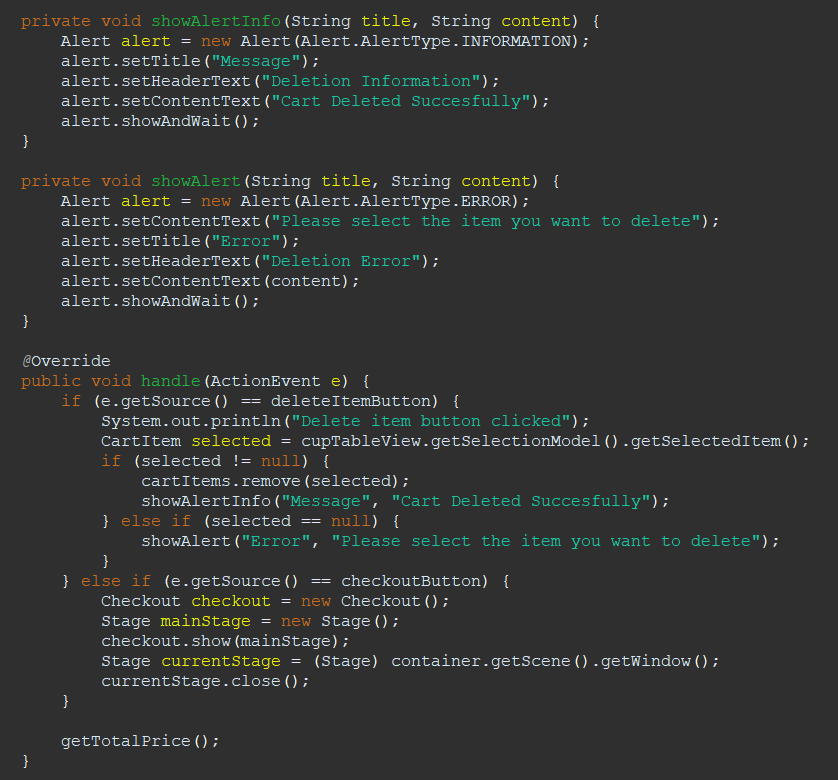 private void showAlertInfo(String title, String content) {
    Alert alert = new Alert(Alert.AlertType.INFORMATION);
    alert.setTitle("Message");
    alert.setHeaderText("Deletion Information");
    alert.setContentText("Cart Deleted Succesfully");
    alert.showAndWait();
}

private void showAlert(String title, String content) {
    Alert alert = new Alert(Alert.AlertType.ERROR);
    alert.setContentText("Please select the item you want to delete");
    alert.setTitle("Error");
    alert.setHeaderText("Deletion Error");
    alert.setContentText(content);
    alert.showAndWait();
}

@Override
public void handle(ActionEvent e) {
    if (e.getSource() == deleteItemButton) {
        System.out.println("Delete item button clicked");
        CartItem selected = cupTableView.getSelectionModel().getSelectedItem();
        if (selected != null) {
            cartItems.remove(selected);
            showAlertInfo("Message", "Cart Deleted Succesfully");
        } else if (selected == null) {
            showAlert("Error", "Please select the item you want to delete");
        }
    } else if (e.getSource() == checkoutButton) {
        Checkout checkout = new Checkout();
        Stage mainStage = new Stage();
        checkout.show(mainStage);
        Stage currentStage = (Stage) container.getScene().getWindow();
        currentStage.close();
    }

    getTotalPrice();
}